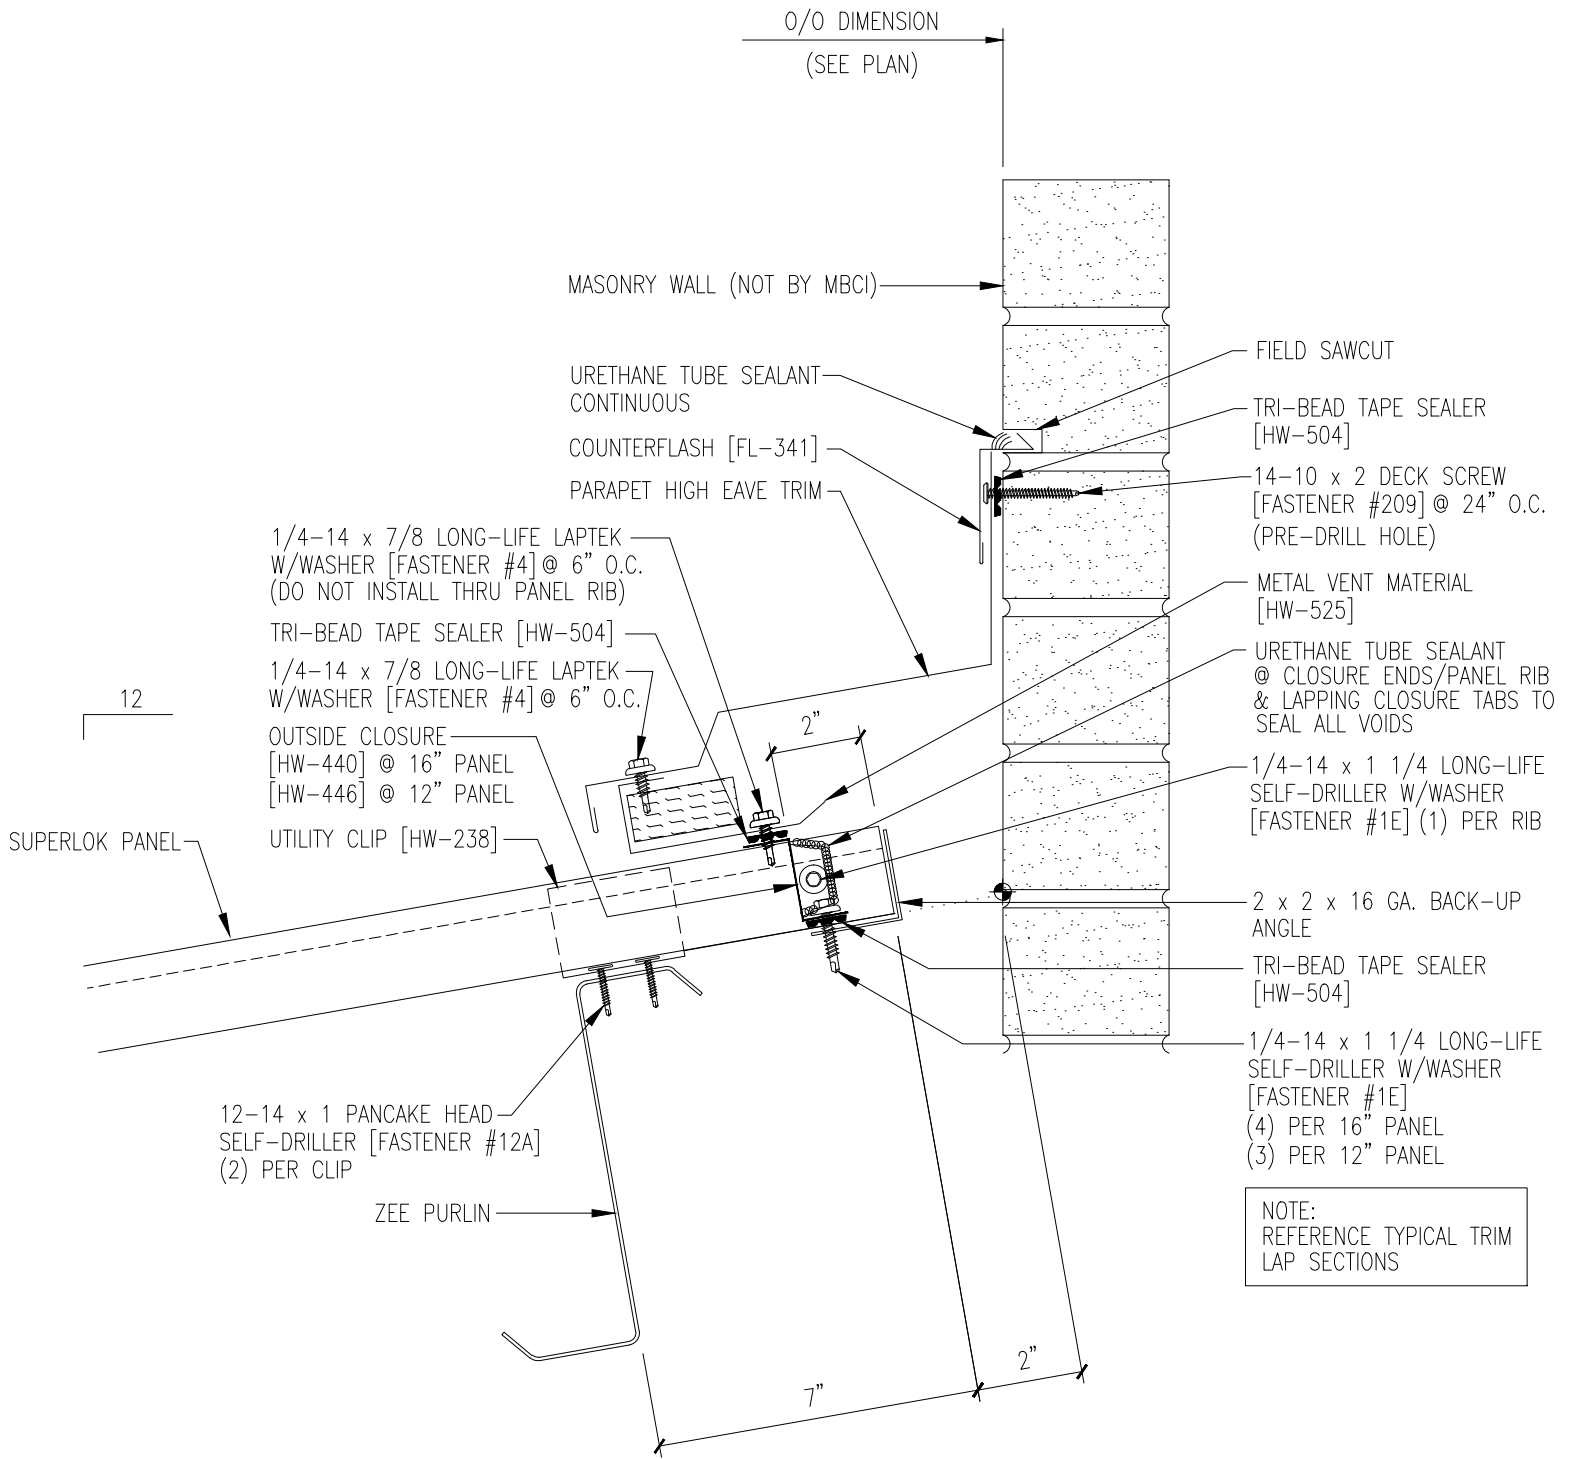 O/O DIMENSION
(SEE PLAN)
MASONRY WALL (NOT BY MBCI)
URETHANE TUBE SEALANT
CONTINUOUS
COUNTERFLASH [FL-341]
PARAPET HIGH EAVE TRIM
1/4-14 x 7/8 LONG-LIFE LAPTEK
W/WASHER [FASTENER #4] @ 6" O.C.
(DO NOT INSTALL THRU PANEL RIB)
TRI-BEAD TAPE SEALER [HW-504]
1/4-14 x 7/8 LONG-LIFE LAPTEK
W/WASHER [FASTENER #4] @ 6" O.C.
12
OUTSIDE CLOSURE
[HW-440] @ 16" PANEL
[HW-446] @ 12" PANEL
UTILITY CLIP [HW-238]
SUPERLOK PANEL
2"
12-14 x 1 PANCAKE HEAD
SELF-DRILLER [FASTENER #12A]
(2) PER CLIP
ZEE PURLIN
7"
2"
FIELD SAWCUT
TRI-BEAD TAPE SEALER
[HW-504]
14-10 x 2 DECK SCREW
[FASTENER #209] @ 24" O.C.
(PRE-DRILL HOLE)
METAL VENT MATERIAL
[HW-525]
URETHANE TUBE SEALANT
@ CLOSURE ENDS/PANEL RIB
& LAPPING CLOSURE TABS TO
SEAL ALL VOIDS
1/4-14 x 1 1/4 LONG-LIFE
SELF-DRILLER W/WASHER
[FASTENER #1E] (1) PER RIB
2 x 2 x 16 GA. BACK-UP
ANGLE
TRI-BEAD TAPE SEALER
[HW-504]
1/4-14 x 1 1/4 LONG-LIFE
SELF-DRILLER W/WASHER
[FASTENER #1E]
(4) PER 16" PANEL
(3) PER 12" PANEL
NOTE:
REFERENCE TYPICAL TRIM
LAP SECTIONS